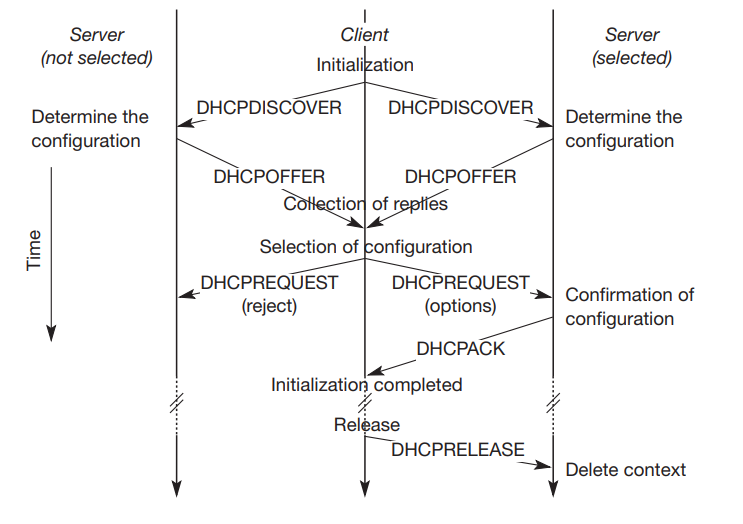 Server
(not selected)
Client
Server
(selected)
Initialization
DHCPDISCOVER
DHCPDISCOVER
Determine the
configuration
Determine the
configuration
DHCPOFFER
DHCPOFFER
Collection of replies
Time
Selection of configuration
DHCPREQUEST
(reject)
DHCPREQUEST
(options)
Confirmation of
configuration
DHCPACK
Initialization completed
Release
DHCPRELEASE
Delete context